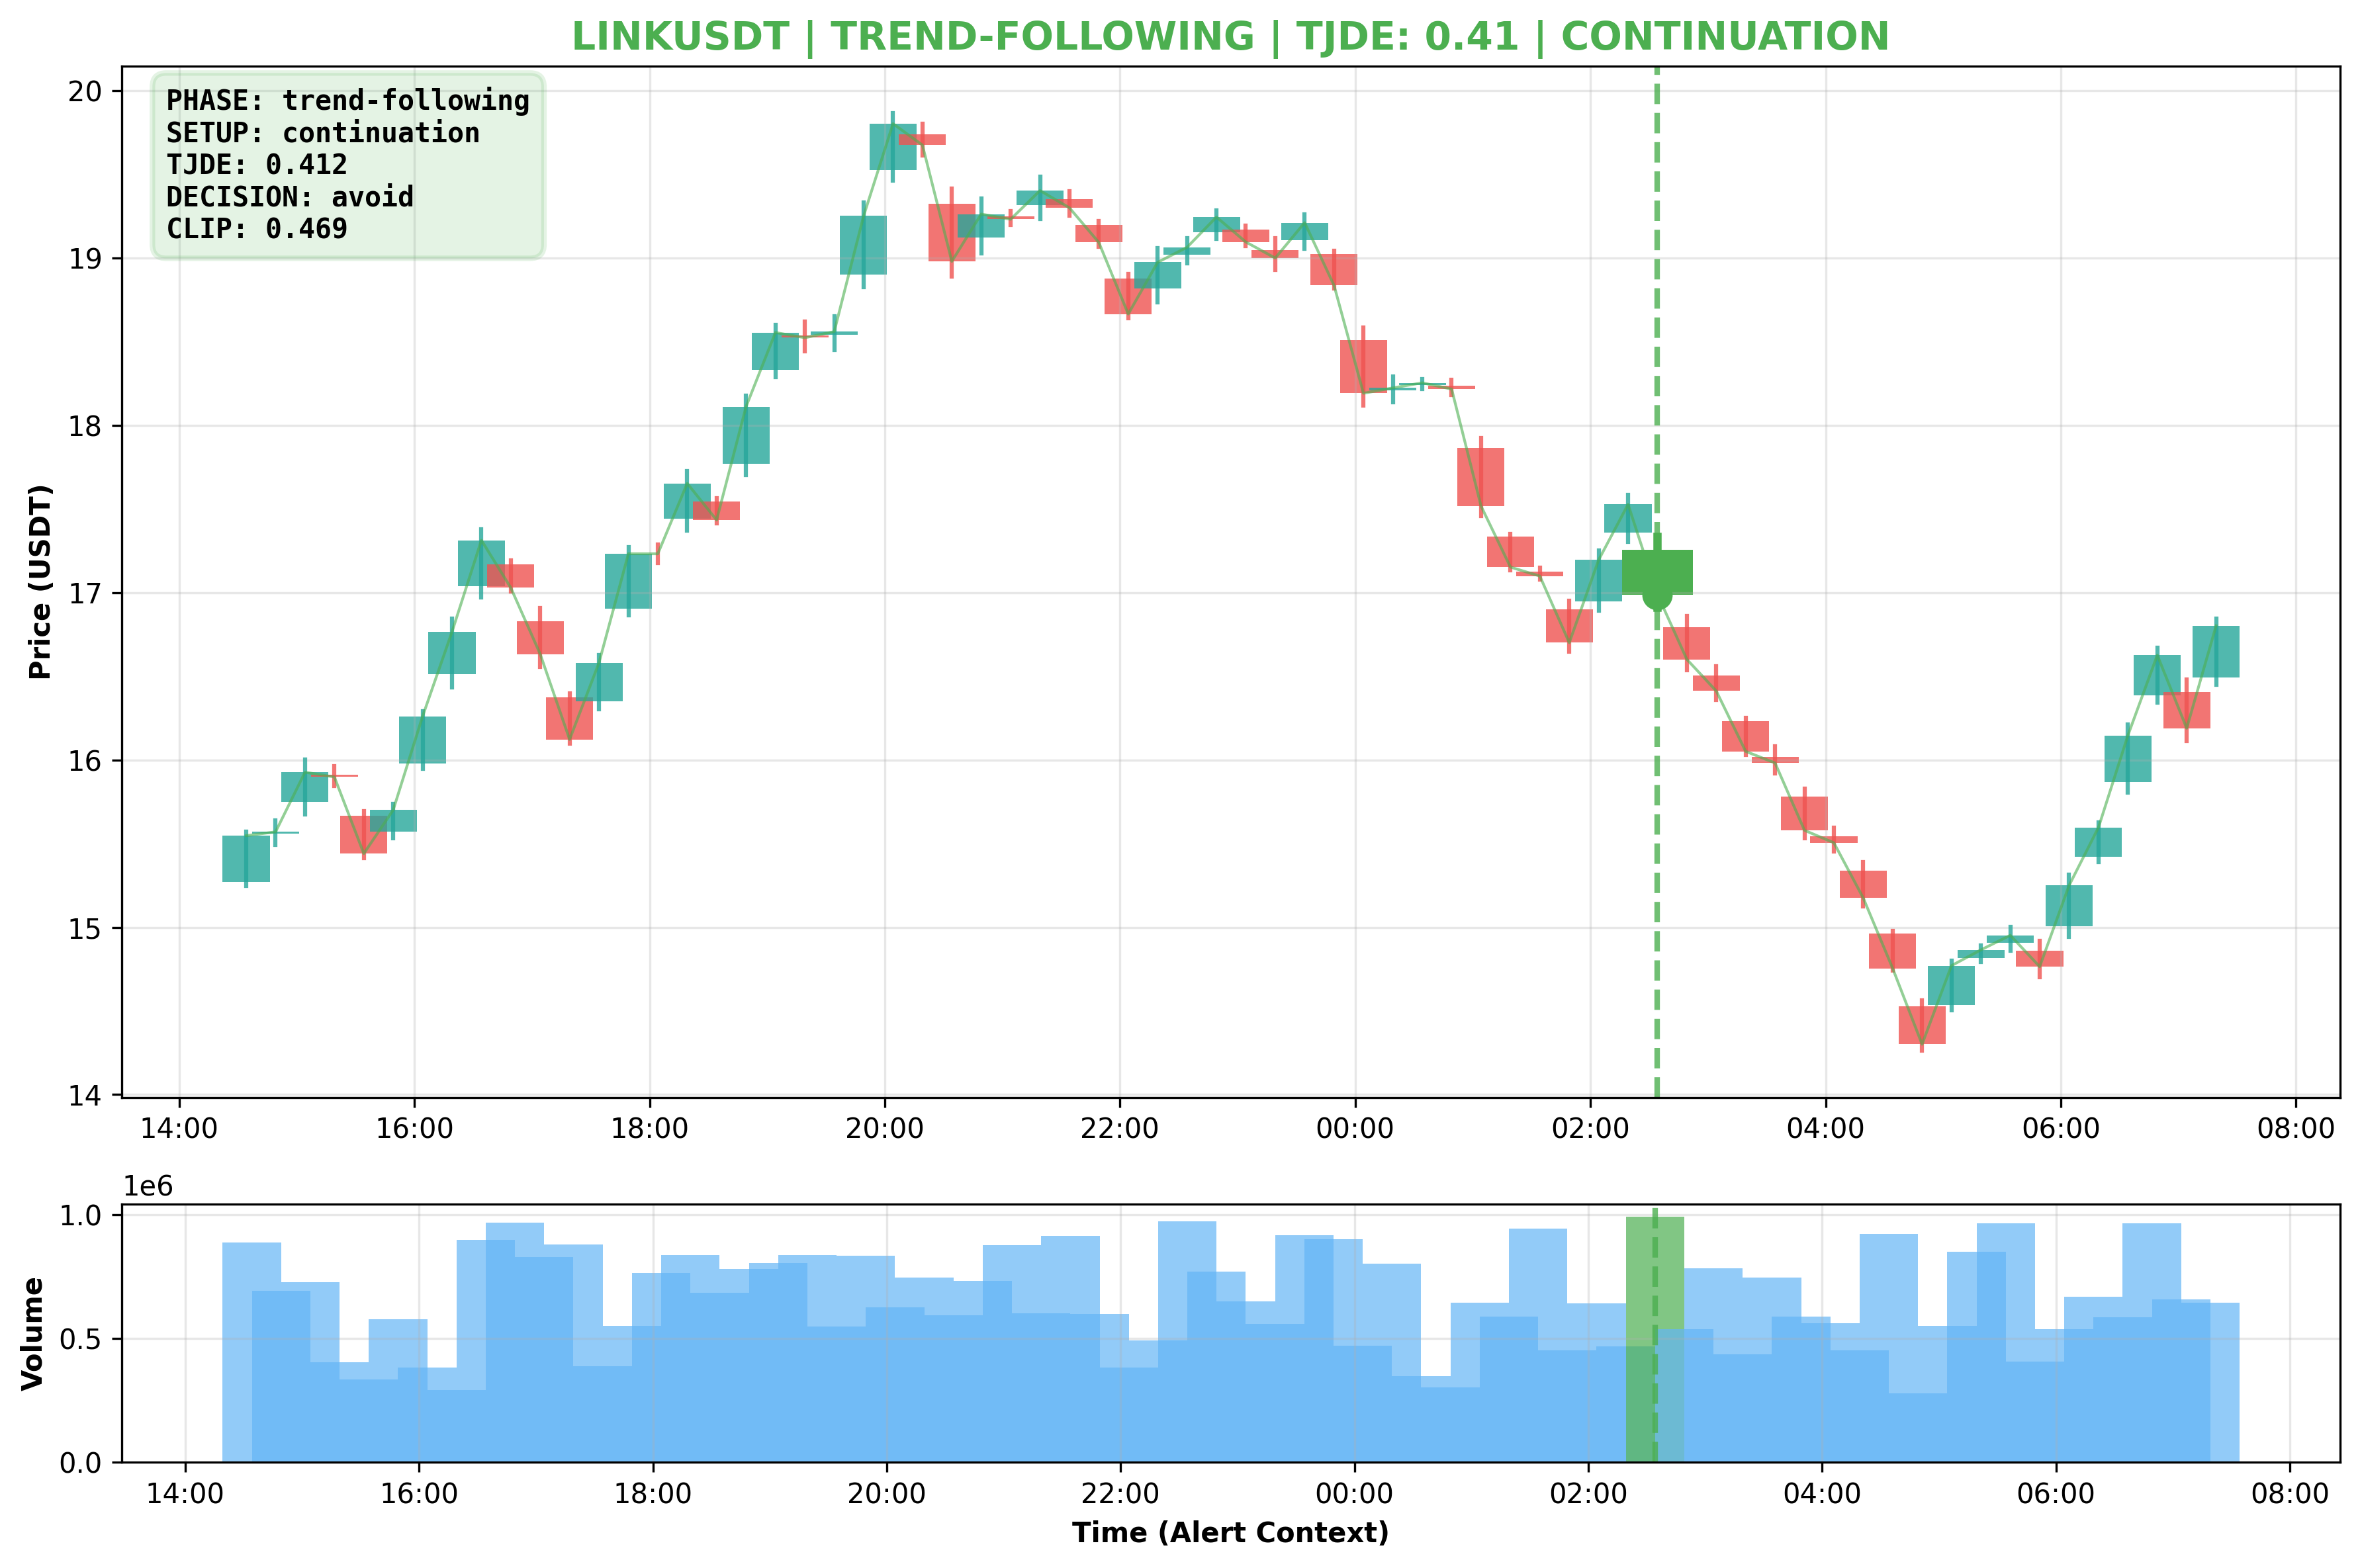 LINKUSDT | TREND-FOLLOWING | TJDE: 0.41 | CONTINUATION
PHASE: trend-following
SETUP: continuation
TJDE: 0.412
DECISION: avoid
CLIP: 0.469
Price (USDT)
20
19
18
17
16
15
14
14:00 16:00 18:00 20:00 22:00 00:00 02:00 04:00 06:00 08:00
1e6
Volume
1.0
0.5
0.0
14:00 16:00 18:00 20:00 22:00 00:00 02:00 04:00 06:00 08:00
Time (Alert Context)